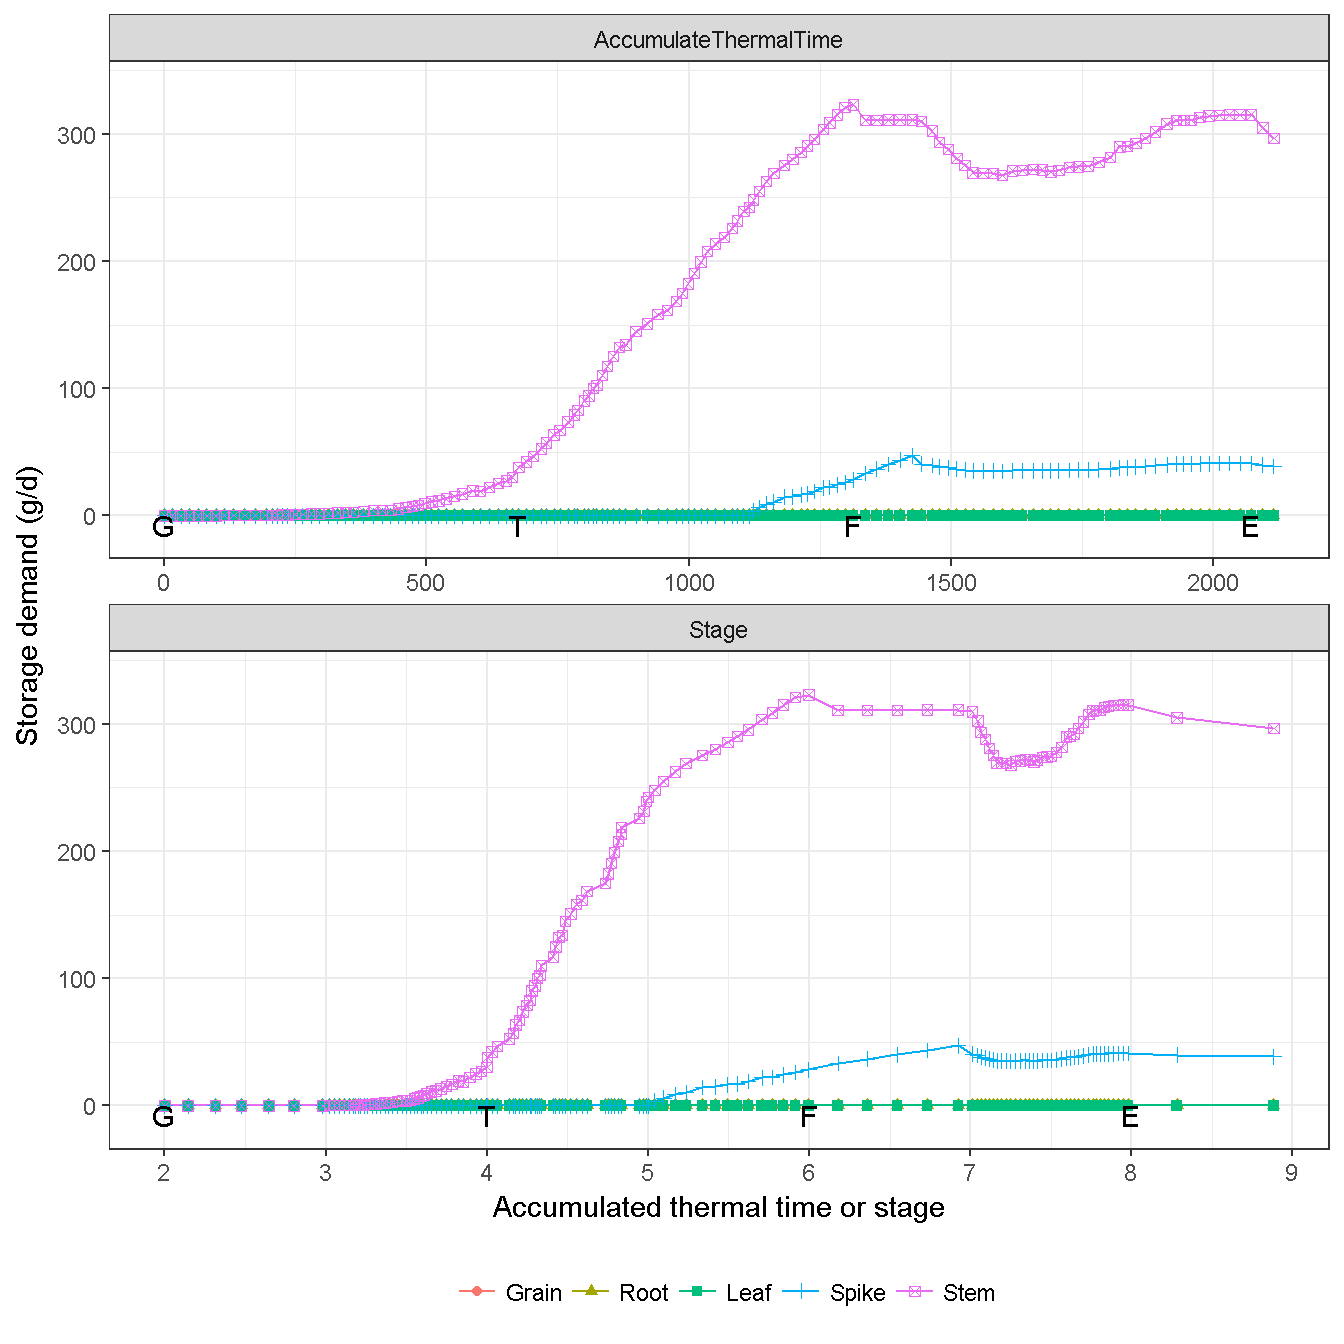 AccumulateThermalTime
300
200
100
0
G T F E
0 500 1000 1500 2000
Storage demand (g/d)
Stage
300
200
100
0
G T F E
2 3 4 5 6 7 8 9
Accumulated thermal time or stage
Grain Root Leaf Spike Stem